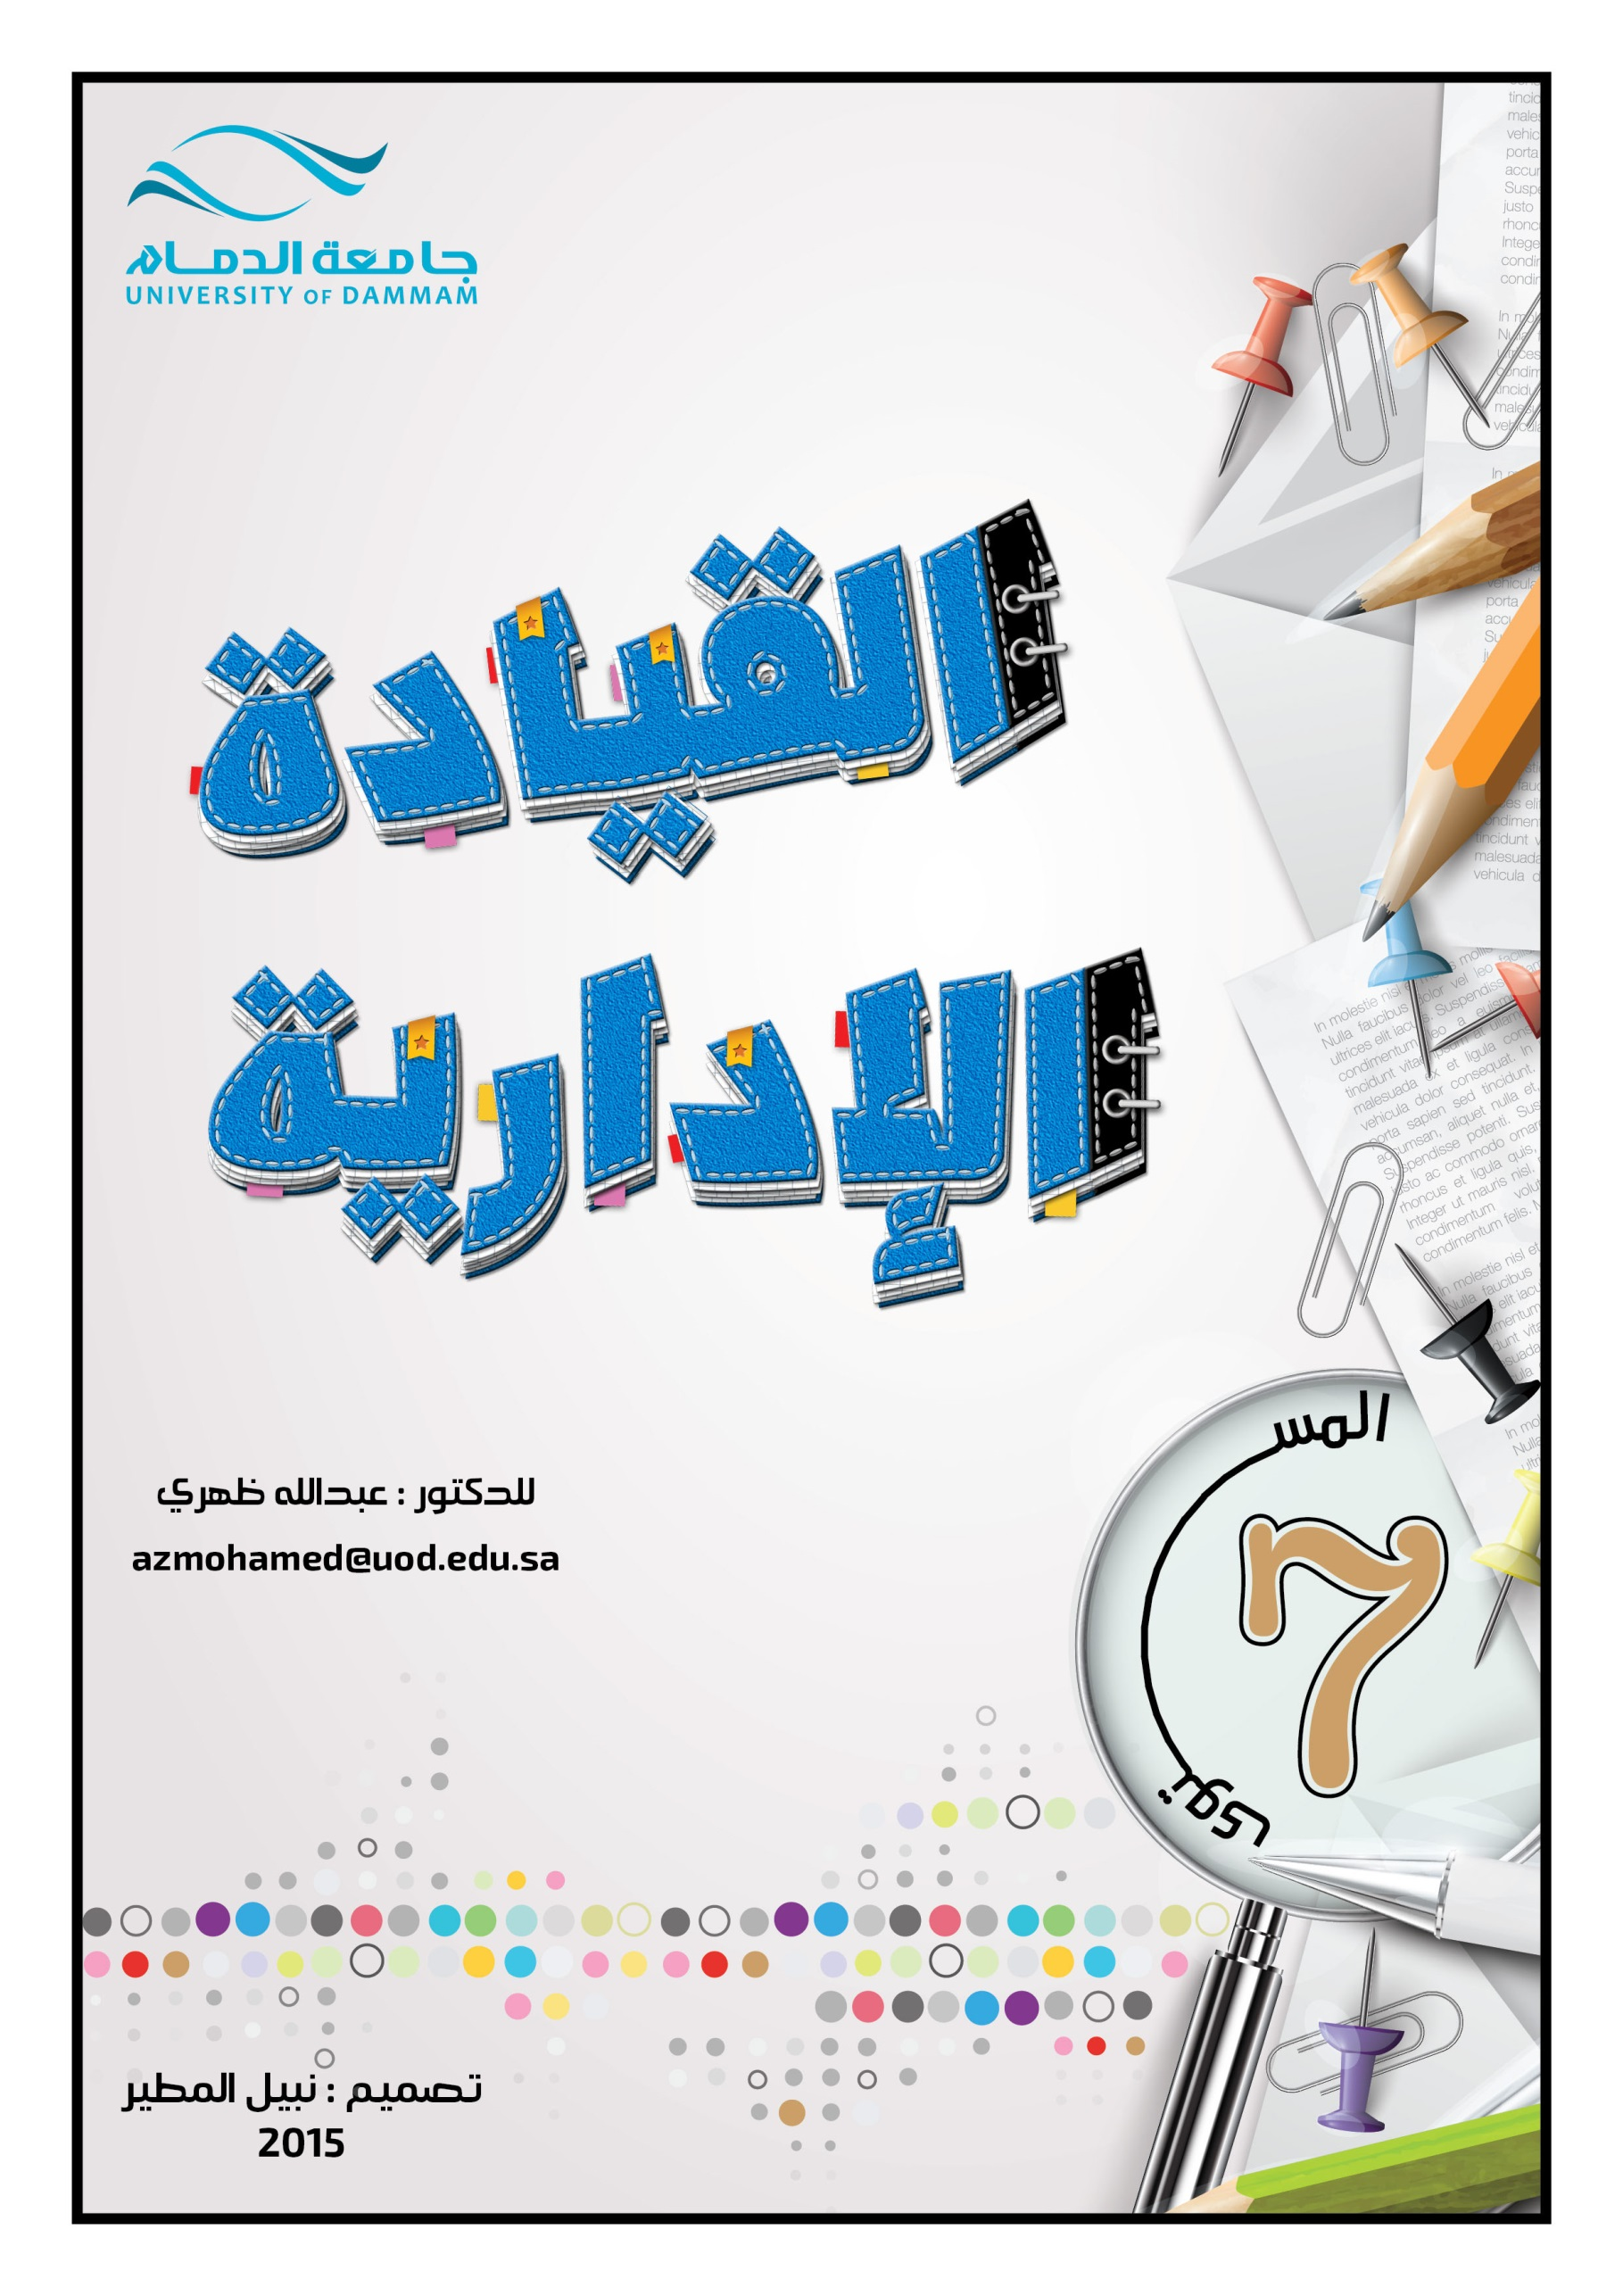 جامعة الدمام
UNIVERSITY OF DAMMAM
القيادة
الإدارية
المستوى
7
للدكتور : عبدالله ظهري
azmohamed@uod.edu.sa
تصميم : نبيل المطير
2015